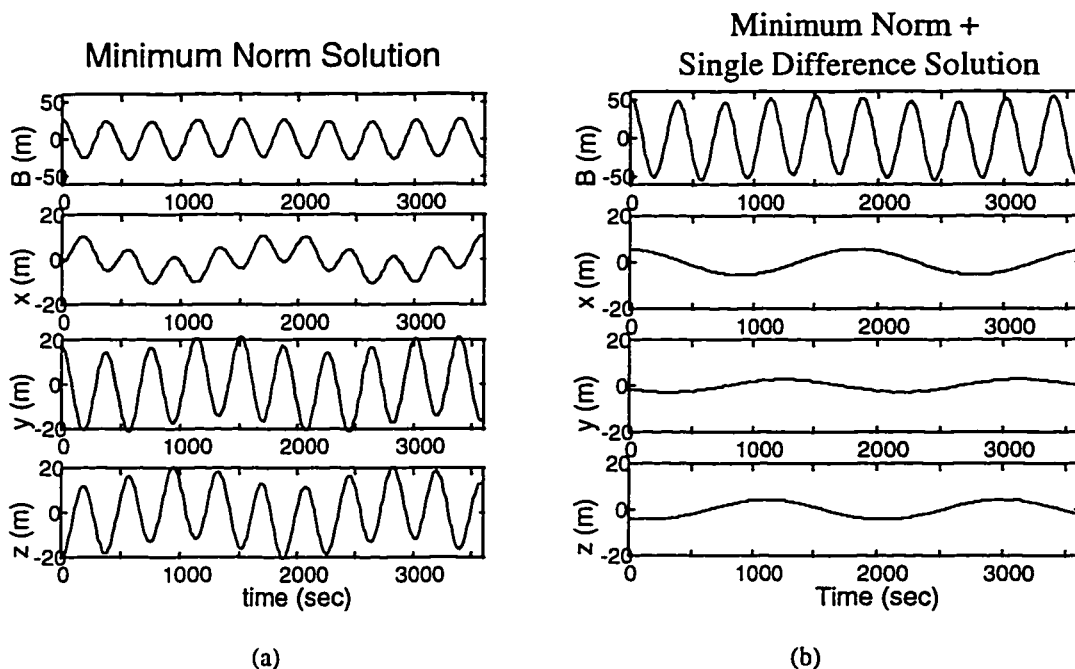 Minimum Norm Solution
50
0
-50
B (m)
0 1000 2000 3000
20
0
-20
x (m)
0 1000 2000 3000
20
0
-20
y (m)
0 1000 2000 3000
20
0
-20
z (m)
0 1000 2000 3000
time (sec)
(a)
Minimum Norm +
Single Difference Solution
50
0
-50
B (m)
0 1000 2000 3000
20
0
-20
x (m)
0 1000 2000 3000
20
0
-20
y (m)
0 1000 2000 3000
20
0
-20
z (m)
0 1000 2000 3000
Time (sec)
(b)